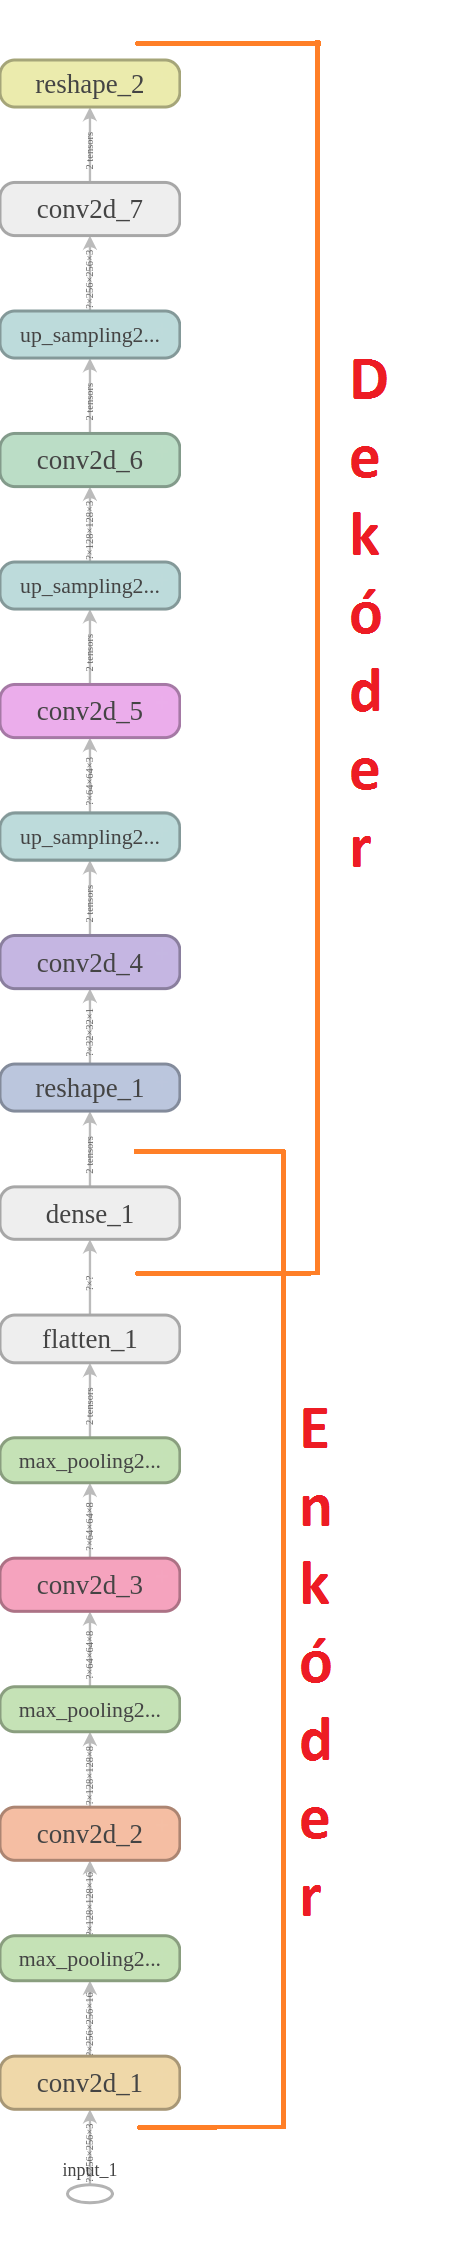 reshape_2
2 tensors
conv2d_7
?×256×256×3
up_sampling2...
2 tensors
conv2d_6
?×128×128×3
up_sampling2...
2 tensors
conv2d_5
?×64×64×3
up_sampling2...
2 tensors
conv2d_4
?×32×32×1
reshape_1
2 tensors
dense_1
?×?
flatten_1
2 tensors
max_pooling2...
?×64×64×8
conv2d_3
?×64×64×8
max_pooling2...
?×128×128×8
conv2d_2
?×128×128×16
max_pooling2...
?×256×256×16
conv2d_1
?×256×256×3
input_1
Dekóder
Enkóder